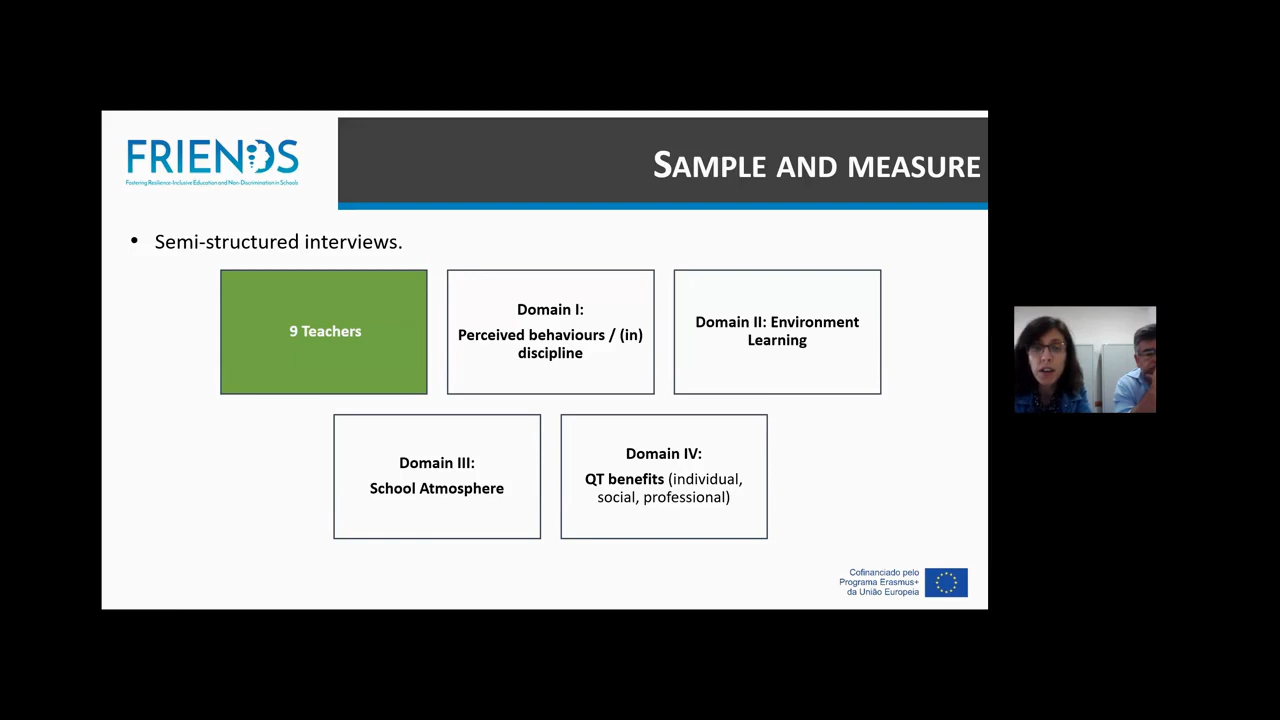 FRIENDS
Fostering Resilience-Inclusive Education and Non-Discrimination in Schools
SAMPLE AND MEASURE
• Semi-structured interviews.
9 Teachers
Domain I:
Perceived behaviours / (in)
discipline
Domain II: Environment
Learning
Domain III:
School Atmosphere
Domain IV:
QT benefits (individual,
social, professional)
Cofinanciado pelo
Programa Erasmus+
da União Europeia